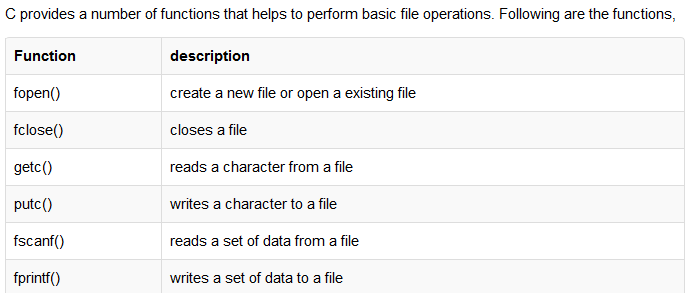 C provides a number of functions that helps to perform basic file operations. Following are the functions,
Function description
fopen() create a new file or open a existing file
fclose() closes a file
getc() reads a character from a file
putc() writes a character to a file
fscanf() reads a set of data from a file
fprintf() writes a set of data to a file